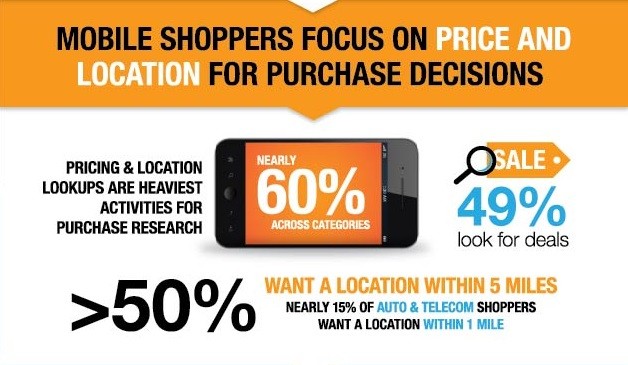 MOBILE SHOPPERS FOCUS ON PRICE AND
LOCATION FOR PURCHASE DECISIONS
PRICING & LOCATION
LOOKUPS ARE HEAVIEST
ACTIVITIES FOR
PURCHASE RESEARCH
NEARLY
60%
ACROSS CATEGORIES
SALE
49%
look for deals
>50%
WANT A LOCATION WITHIN 5 MILES
NEARLY 15% OF AUTO & TELECOM SHOPPERS
WANT A LOCATION WITHIN 1 MILE